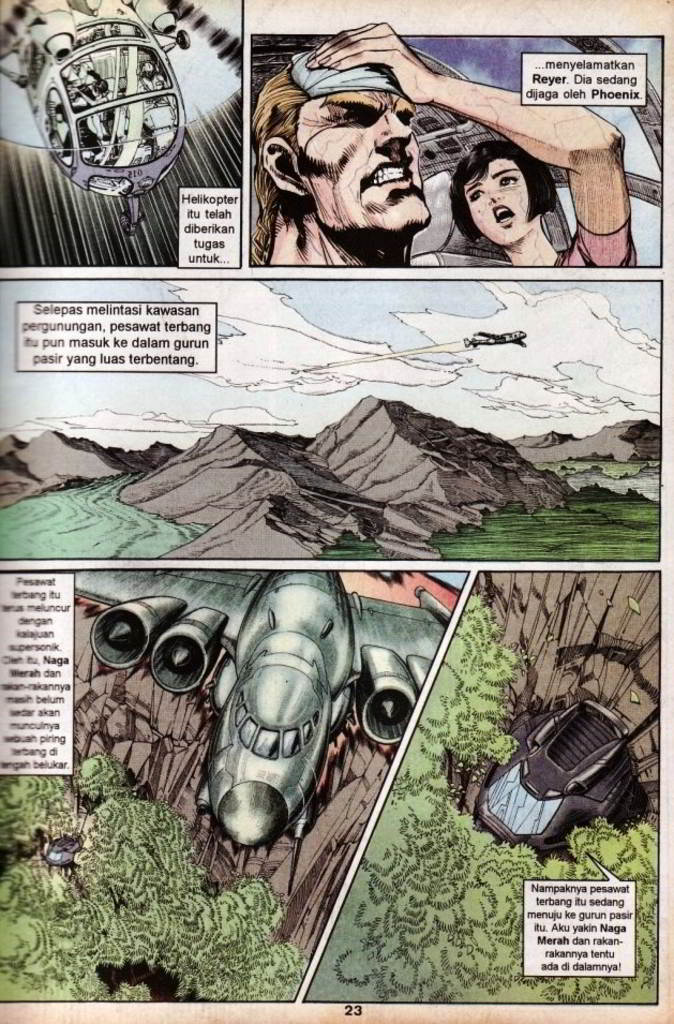 Helikopter
itu telah
diberikan
tugas
untuk...
...menyelamatkan
Reyer. Dia sedang
dijaga oleh Phoenix.
Selepas melintasi kawasan
pergunungan, pesawat terbang
itu pun masuk ke dalam gurun
pasir yang luas terbentang.
Pesawat
terbang itu
terus meluncur
dengan
kalajuan
supersonik.
Oleh itu, Naga
Merah dan
rakan-rakannya
masih belum
sedar akan
munculnya
sebuah piring
terbang di
tengah belukar.
Nampaknya pesawat
terbang itu sedang
menuju ke gurun pasir
itu. Aku yakin Naga
Merah dan rakan-
rakannya tentu
ada di dalamnya!
23